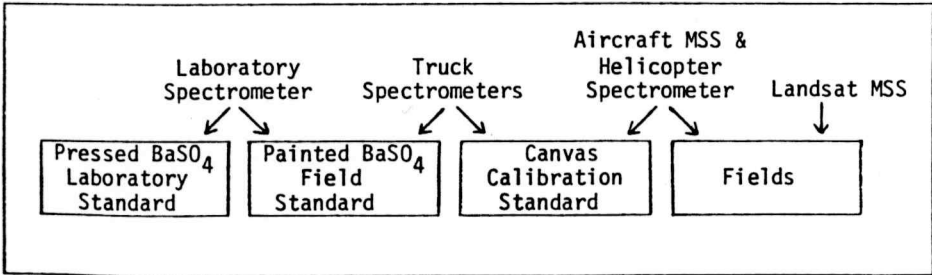 Aircraft MSS &
Laboratory Truck Helicopter
Spectrometer Spectrometers Spectrometer Landsat MSS
Pressed BaSO4 Painted BaSO4 Canvas
Laboratory Field Calibration Fields
Standard Standard Standard